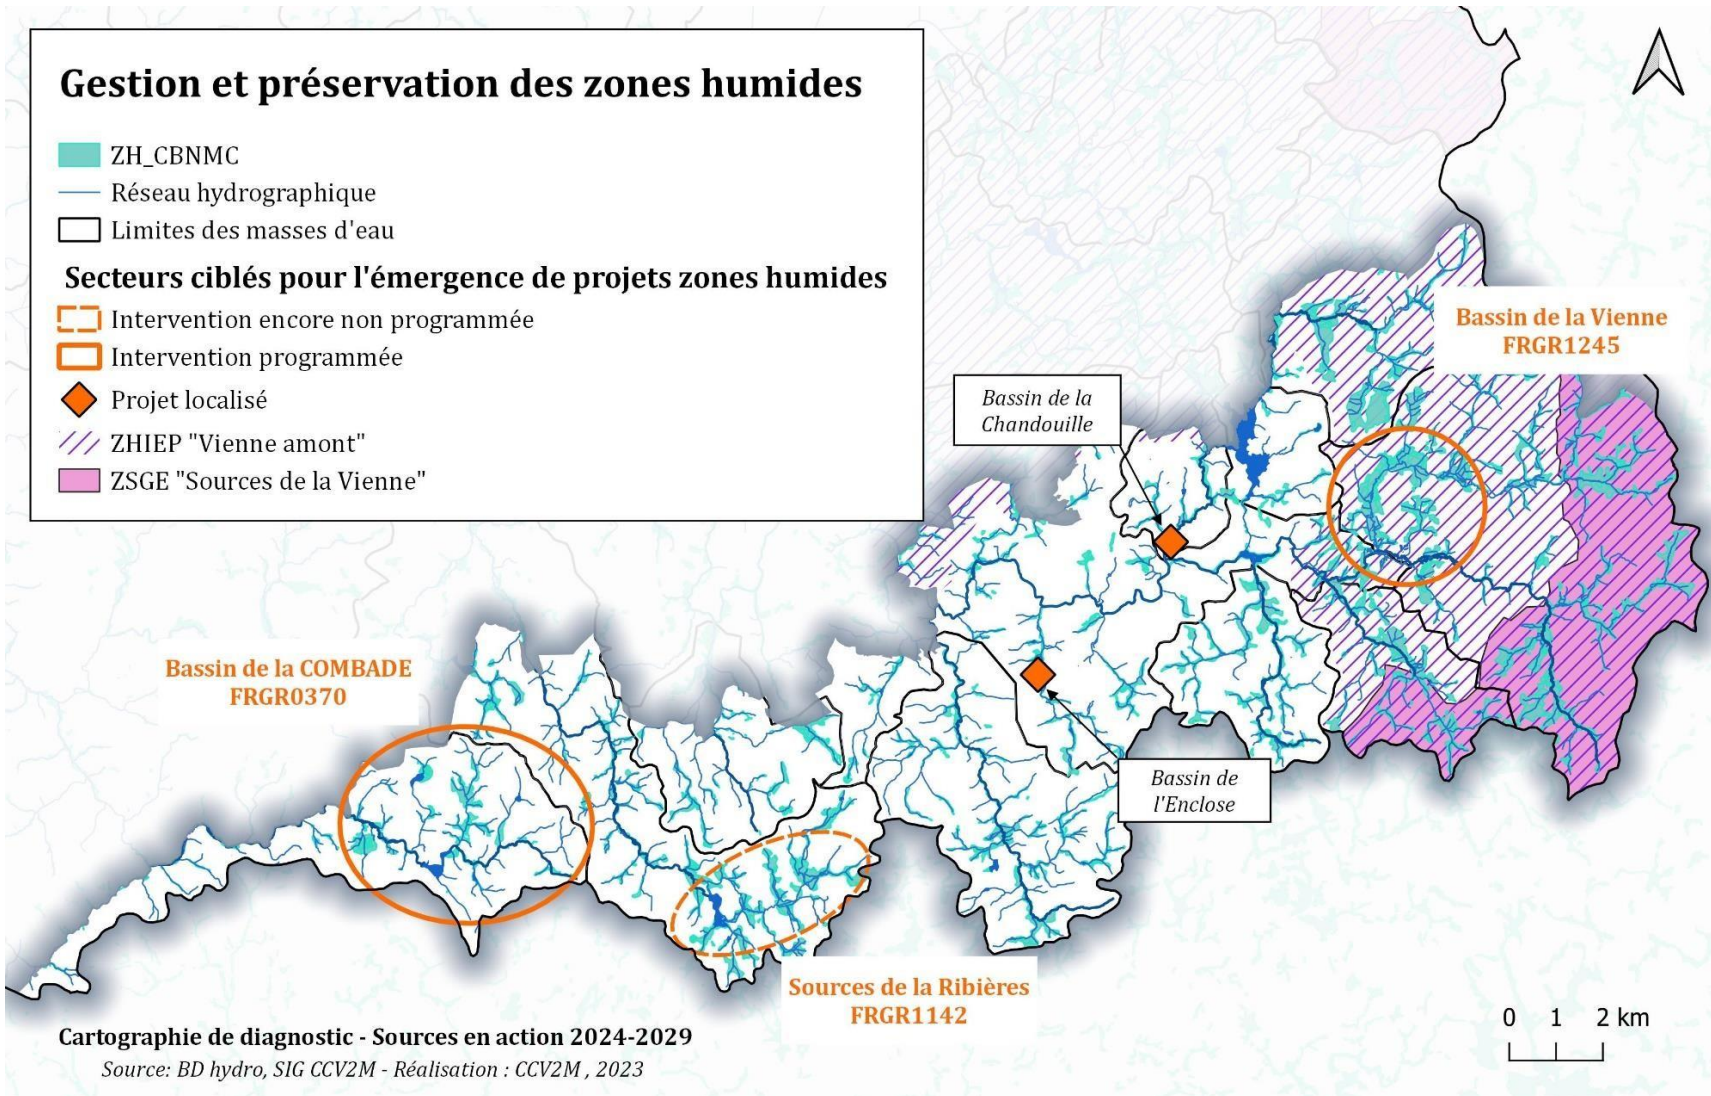 Gestion et préservation des zones humides
ZH_CBNMC
Réseau hydrographique
Limites des masses d'eau
Secteurs ciblés pour l'émergence de projets zones humides
Intervention encore non programmée
Intervention programmée
Projet localisé
ZHIEP "Vienne amont"
ZSGE "Sources de la Vienne"
Bassin de la Vienne
FRGR1245
Bassin de la
Chandouille
Bassin de la COMBADE
FRGR0370
Bassin de
l'Enclose
Sources de la Ribières
FRGR1142
Cartographie de diagnostic - Sources en action 2024-2029
Source: BD hydro, SIG CCV2M - Réalisation : CCV2M , 2023
0 1 2 km